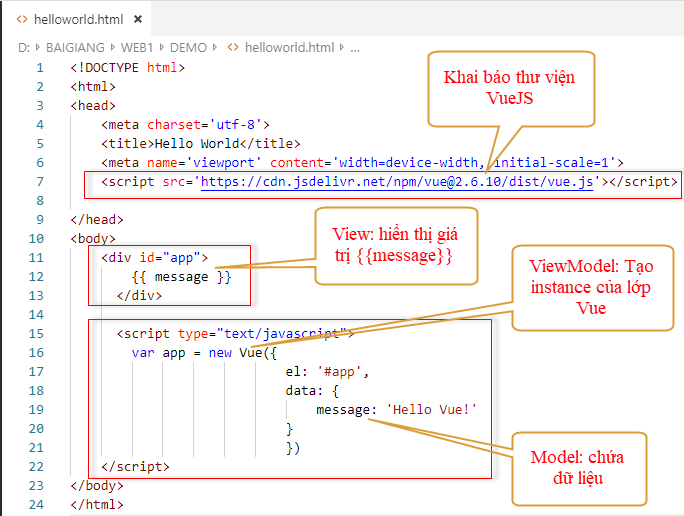 helloworld.html ×
D: > BAIGIANG > WEB1 > DEMO > <> helloworld.html > ...
1 <!DOCTYPE html>
2 <html>
3 <head>
4 <meta charset='utf-8'>
5 <title>Hello World</title>
6 <meta name='viewport' content='width=device-width, initial-scale=1'>
7 <script src='https://cdn.jsdelivr.net/npm/vue@2.6.10/dist/vue.js'></script>
8
9 </head>
10 <body>
11 <div id="app">
12 {{ message }}
13 </div>
14
15 <script type="text/javascript">
16 var app = new Vue({
17 el: '#app',
18 data: {
19 message: 'Hello Vue!'
20 }
21 })
22 </script>
23 </body>
24 </html>
Khai báo thư viện
VueJS
View: hiển thị giá
trị {{message}}
ViewModel: Tạo
instance của lớp
Vue
Model: chứa
dữ liệu